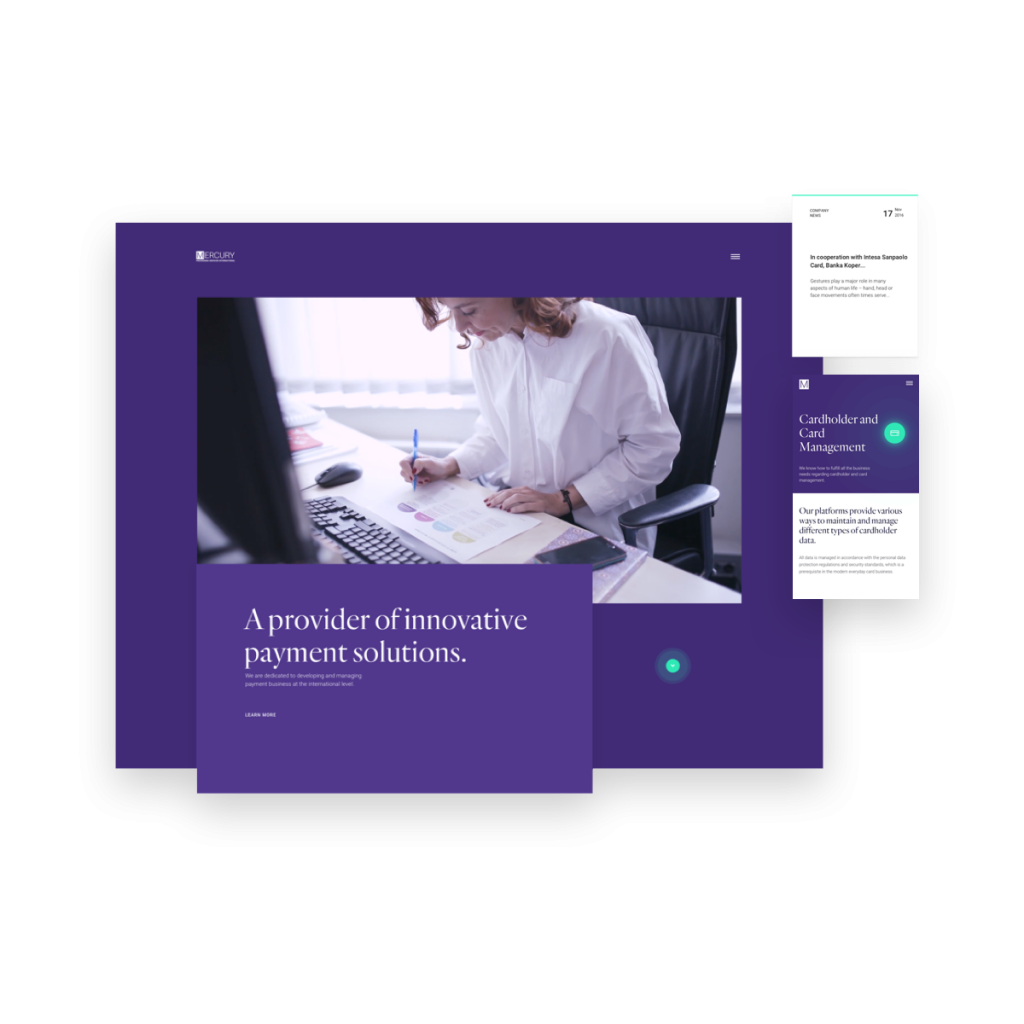 MERCURY
A provider of innovative
payment solutions.
We are dedicated to developing and managing
payment business at the international level.
LEARN MORE
COMPANY
NEWS
17 Nov
2016
In cooperation with Intesa Sanpaolo
Card, Banka Koper...
Gestures play a major role in many
aspects of human life – hand, head or
face movements often times serve...
M
Cardholder and
Card
Management
We know how to fulfill all the business
needs regarding cardholder and card
management.
Our platforms provide various
ways to maintain and manage
different types of cardholder
data.
All data is managed in accordance with the personal data
protection regulations and security standards, which is a
prerequisite in the modern everyday card business.